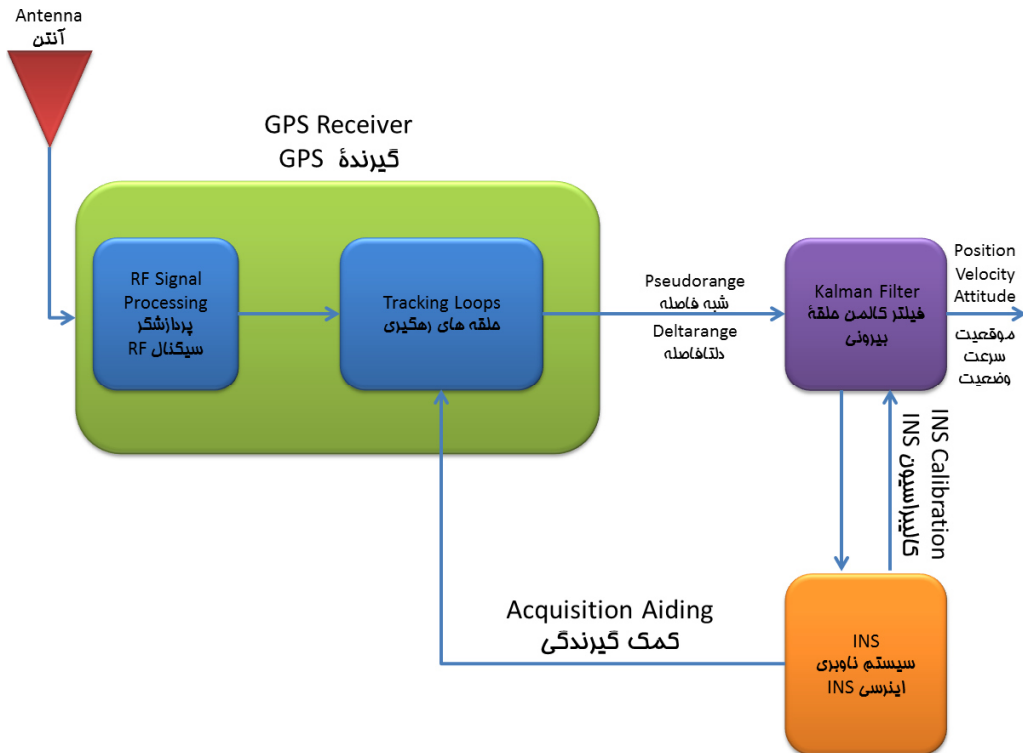 Antenna
آنتن
GPS Receiver
گیرندهٔ GPS
RF Signal
Processing
پردازشگر
سیگنال RF
Tracking Loops
حلقه های رهگیری
Pseudorange
شبه فاصله
Deltarange
دلتافاصله
Kalman Filter
فیلتر کالمن حلقهٔ
بیرونی
Position
Velocity
Attitude
موقعیت
سرعت
وضعیت
INS Calibration
کالیبراسیون INS
Acquisition Aiding
کمک گیرندگی
INS
سیستم ناوبری
اینرسی INS